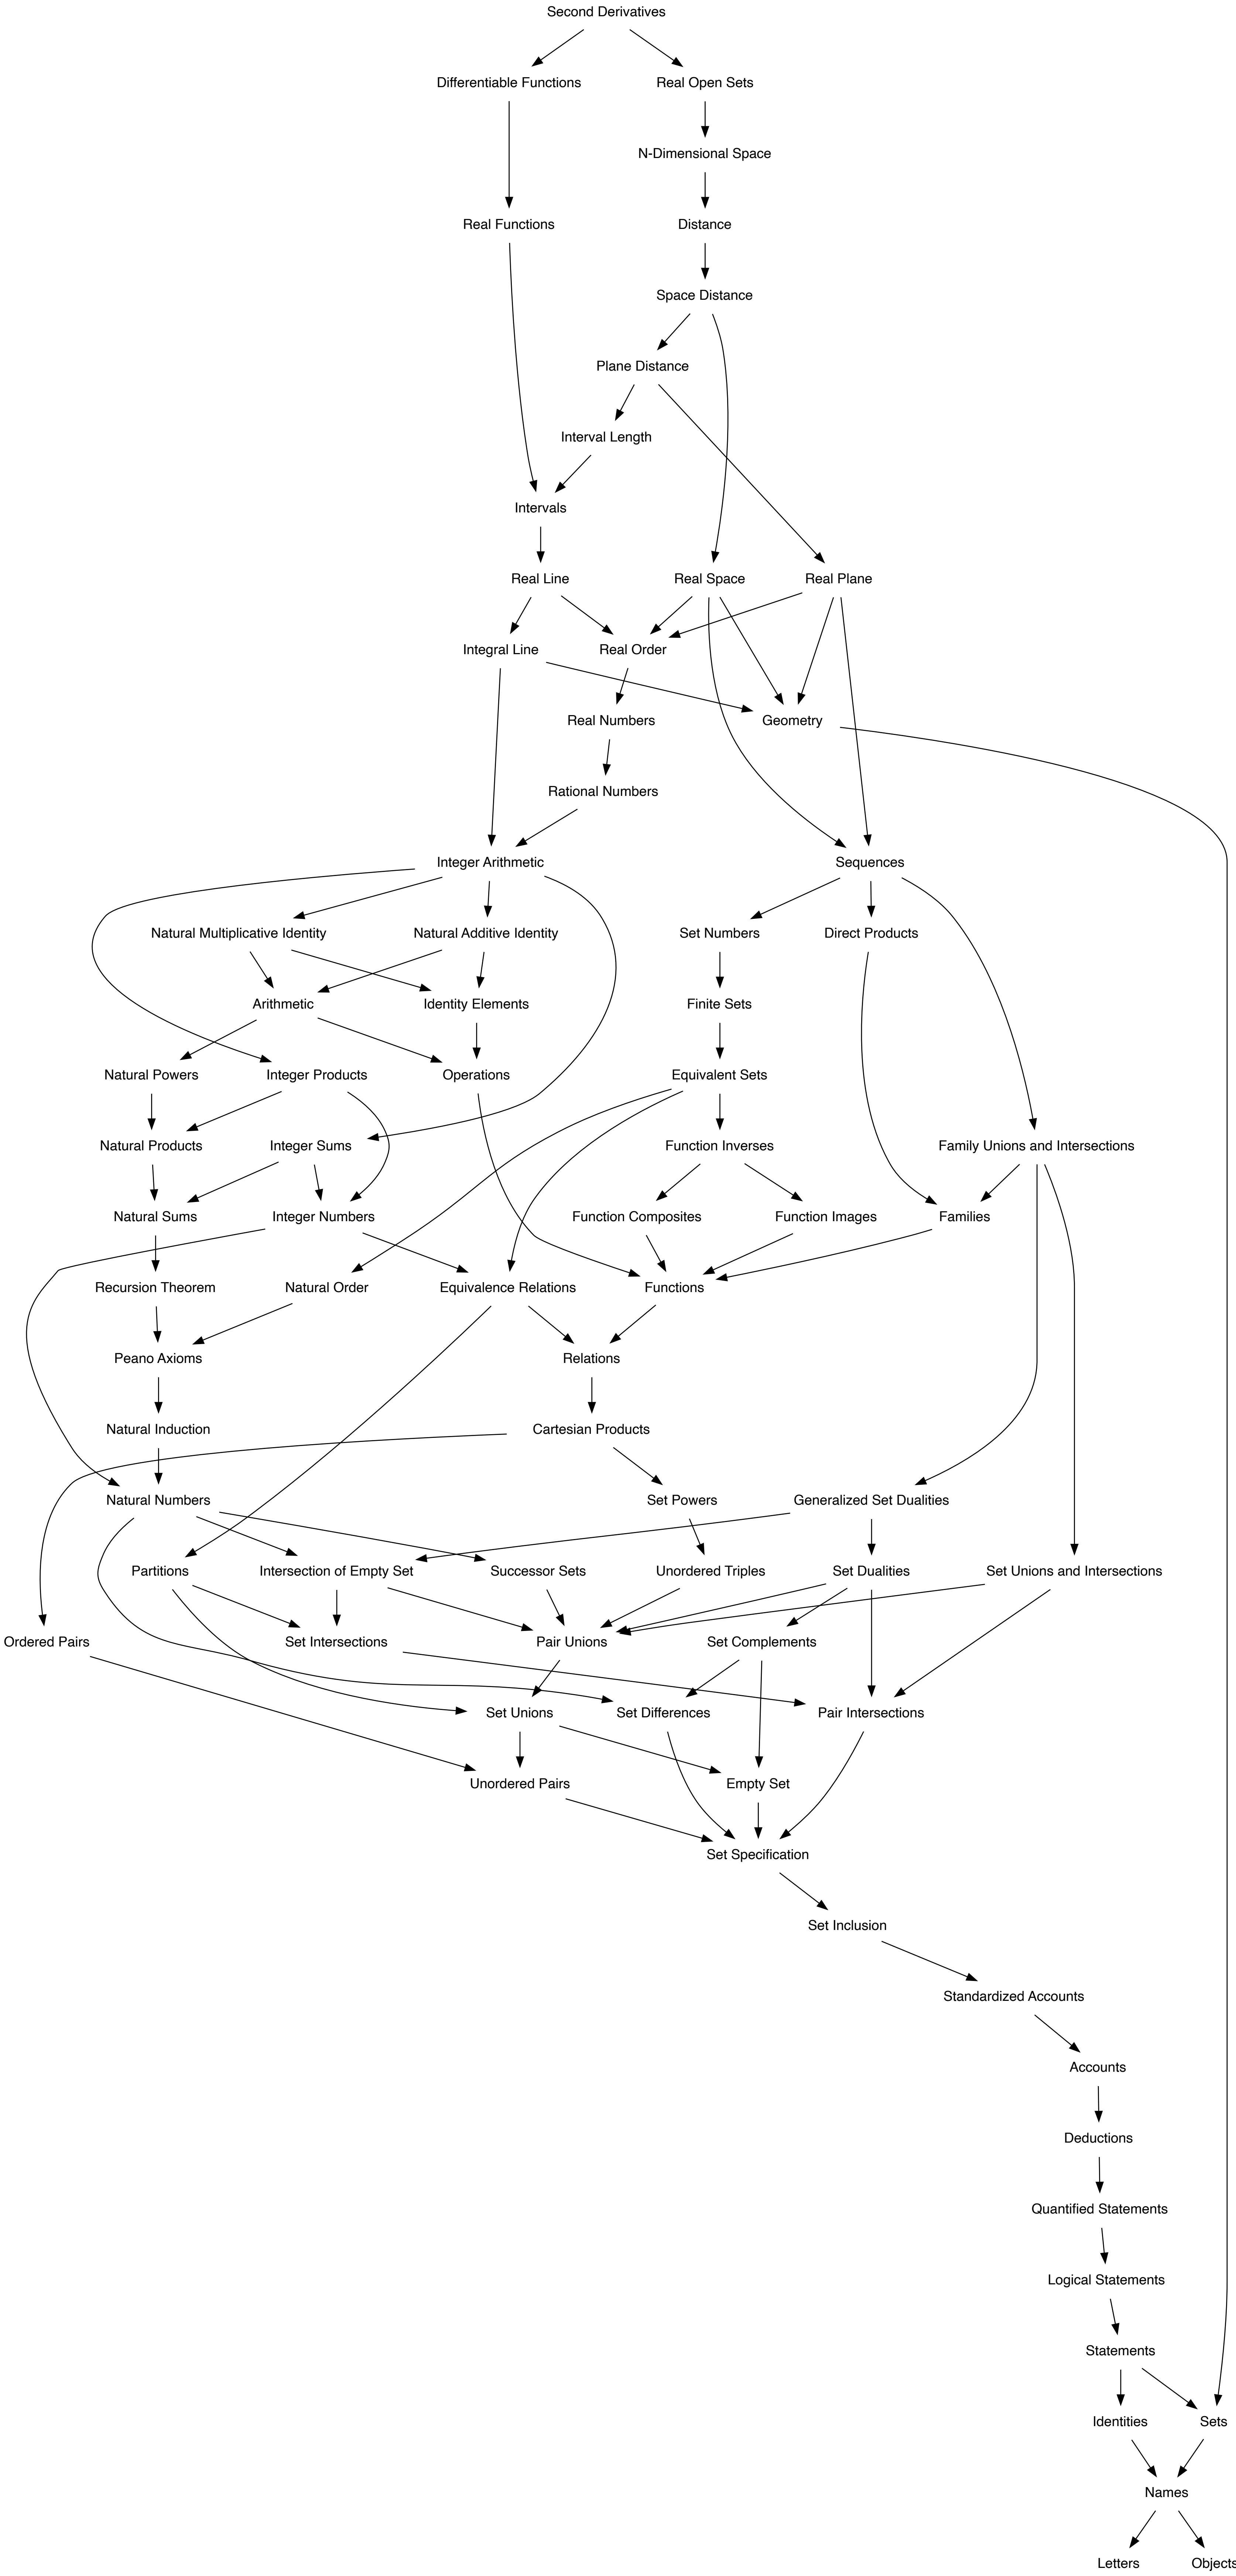 Second Derivatives
Differentiable Functions
Real Open Sets
N-Dimensional Space
Real Functions
Distance
Space Distance
Plane Distance
Interval Length
Intervals
Real Line
Real Space
Real Plane
Integral Line
Real Order
Real Numbers
Geometry
Rational Numbers
Integer Arithmetic
Sequences
Natural Multiplicative Identity
Natural Additive Identity
Set Numbers
Direct Products
Arithmetic
Identity Elements
Finite Sets
Natural Powers
Integer Products
Operations
Equivalent Sets
Natural Products
Integer Sums
Function Inverses
Family Unions and Intersections
Natural Sums
Integer Numbers
Function Composites
Function Images
Families
Recursion Theorem
Natural Order
Equivalence Relations
Functions
Peano Axioms
Relations
Natural Induction
Cartesian Products
Natural Numbers
Set Powers
Generalized Set Dualities
Partitions
Intersection of Empty Set
Successor Sets
Unordered Triples
Set Dualities
Set Unions and Intersections
Ordered Pairs
Set Intersections
Pair Unions
Set Complements
Set Unions
Set Differences
Pair Intersections
Unordered Pairs
Empty Set
Set Specification
Set Inclusion
Standardized Accounts
Accounts
Deductions
Quantified Statements
Logical Statements
Statements
Identities
Sets
Names
Letters
Objects